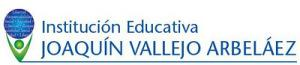 Institución Educativa
JOAQUÍN VALLEJO ARBELÁEZ